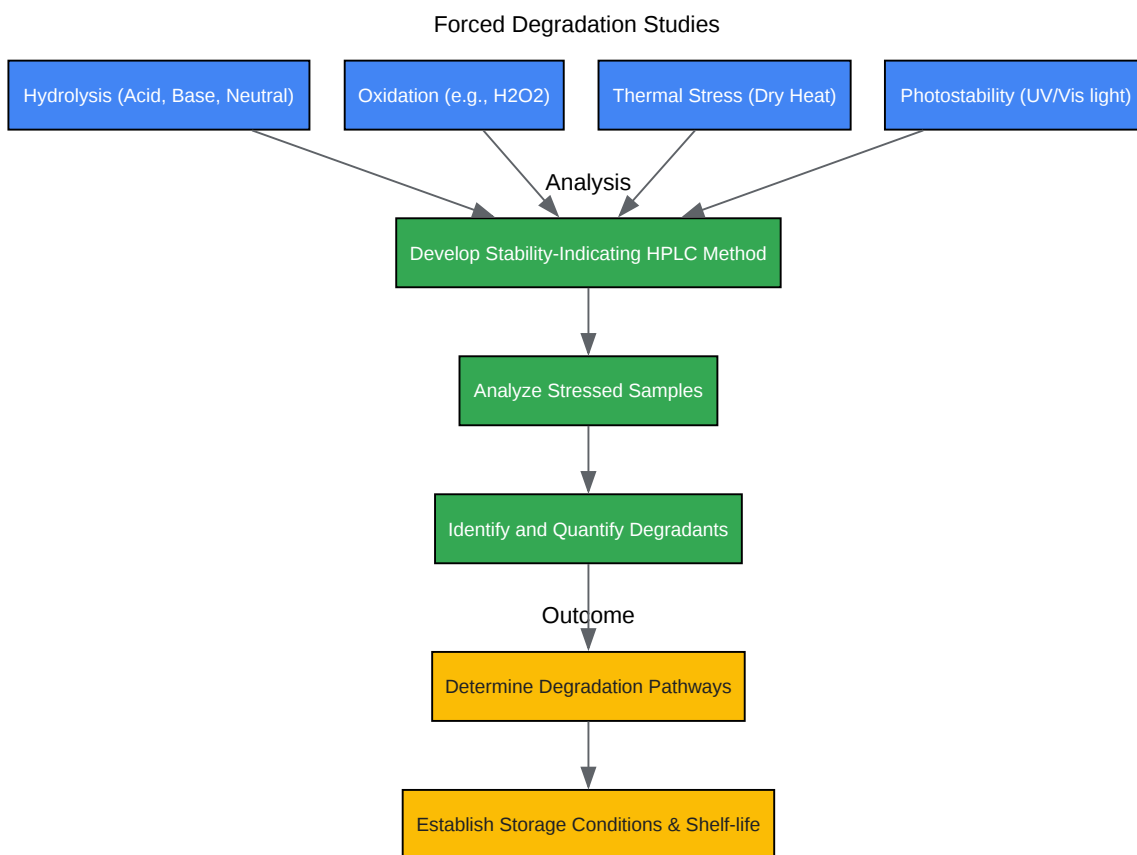 Forced Degradation Studies
Hydrolysis (Acid, Base, Neutral)
Oxidation (e.g., H2O2)
Thermal Stress (Dry Heat)
Photostability (UV/Vis light)
Analysis
Develop Stability-Indicating HPLC Method
Analyze Stressed Samples
Identify and Quantify Degradants
Outcome
Determine Degradation Pathways
Establish Storage Conditions & Shelf-life